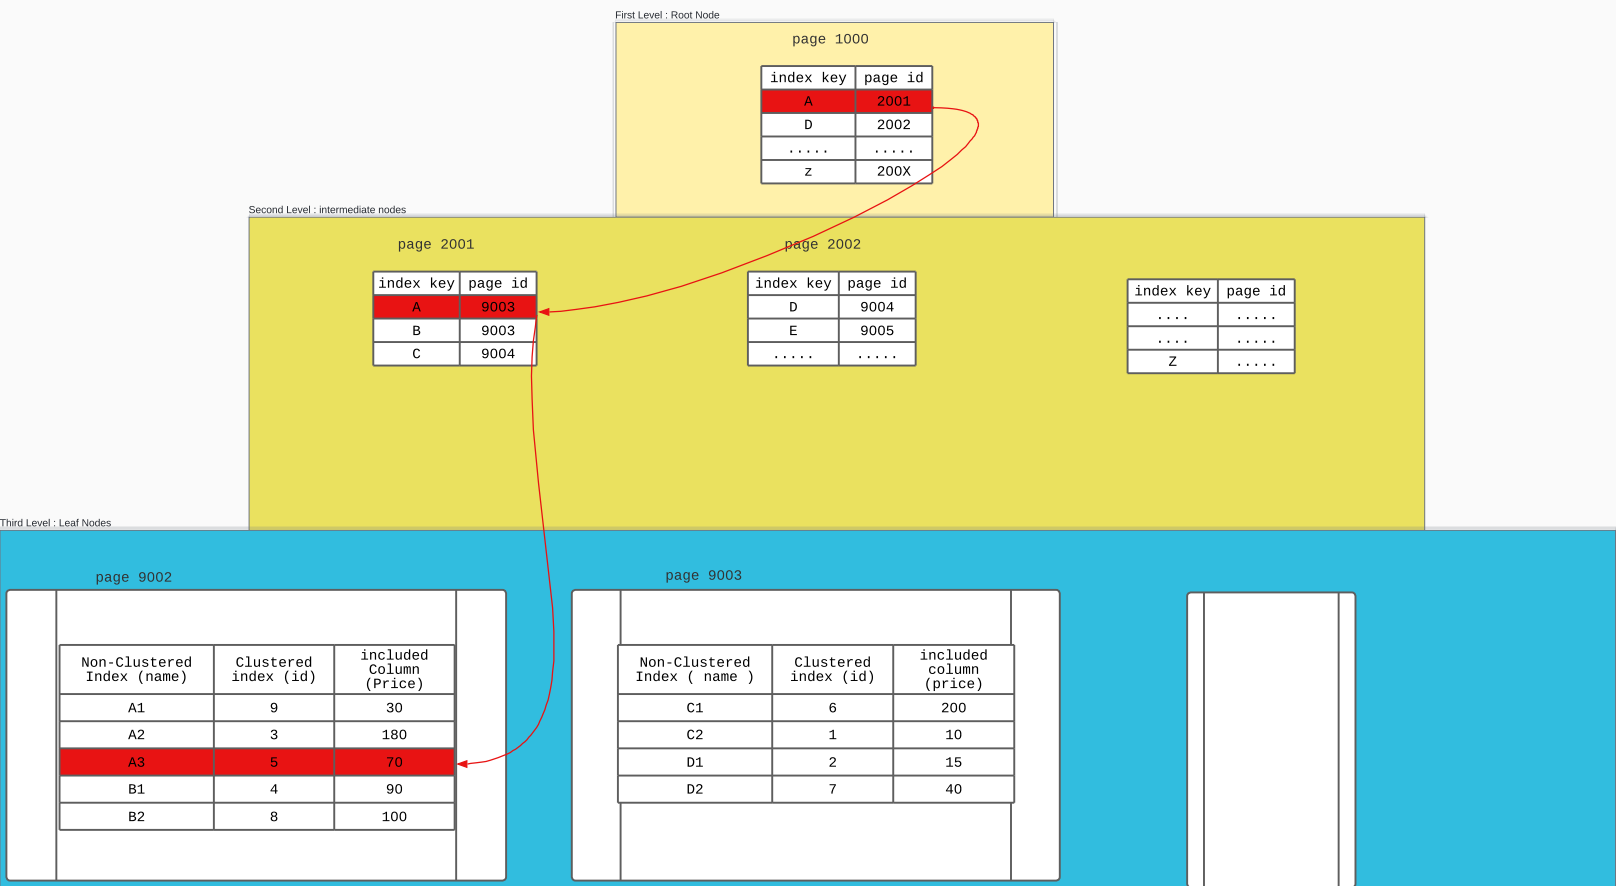 First Level : Root Node
page 1000
index key page id
A 2001
D 2002
..... .....
z 200X
Second Level : intermediate nodes
page 2001
index key page id
A 9003
B 9003
C 9004
page 2002
index key page id
D 9004
E 9005
..... .....
index key page id
.... .....
.... .....
Z .....
Third Level : Leaf Nodes
page 9002
Non-Clustered Index (name) Clustered index (id) included Column (Price)
A1 9 30
A2 3 180
A3 5 70
B1 4 90
B2 8 100
page 9003
Non-Clustered Index ( name ) Clustered index (id) included column (price)
C1 6 200
C2 1 10
D1 2 15
D2 7 40